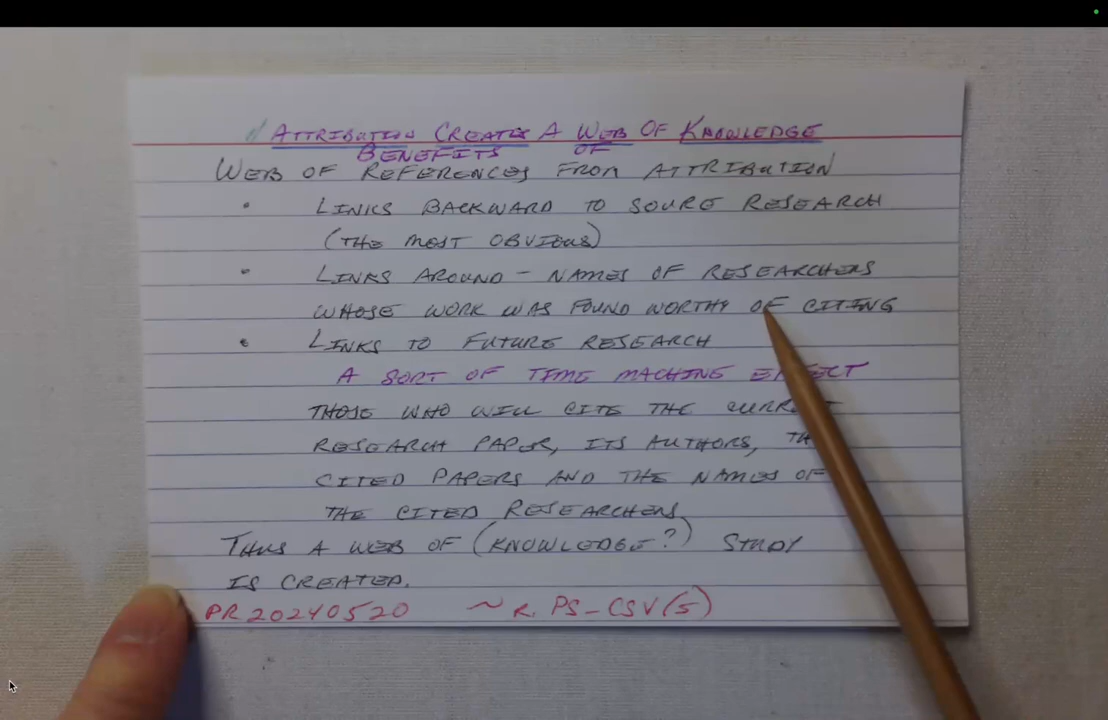 ATTRIBUTION CREATES A WEB OF KNOWLEDGE
BENEFITS OF
WEB OF REFERENCES FROM ATTRIBUTION
• LINKS BACKWARD TO SOURE RESEARCH
(THE MOST OBVIOUS)
• LINKS AROUND - NAMES OF RESEARCHERS
WHOSE WORK WAS FOUND WORTHY OF CITING
• LINKS TO FUTURE RESEARCH
A SORT OF TIME MACHINE EFFECT
THOSE WHO WILL CITE THE
RESEARCH PAPER, ITS AUTHORS,
CITED PAPERS AND THE NAMES OF
THE CITED RESEARCHERS
THUS A WEB OF (KNOWLEDGE?) STUDY
IS CREATED.
PR20240520 ~R. PS-CSV(5)